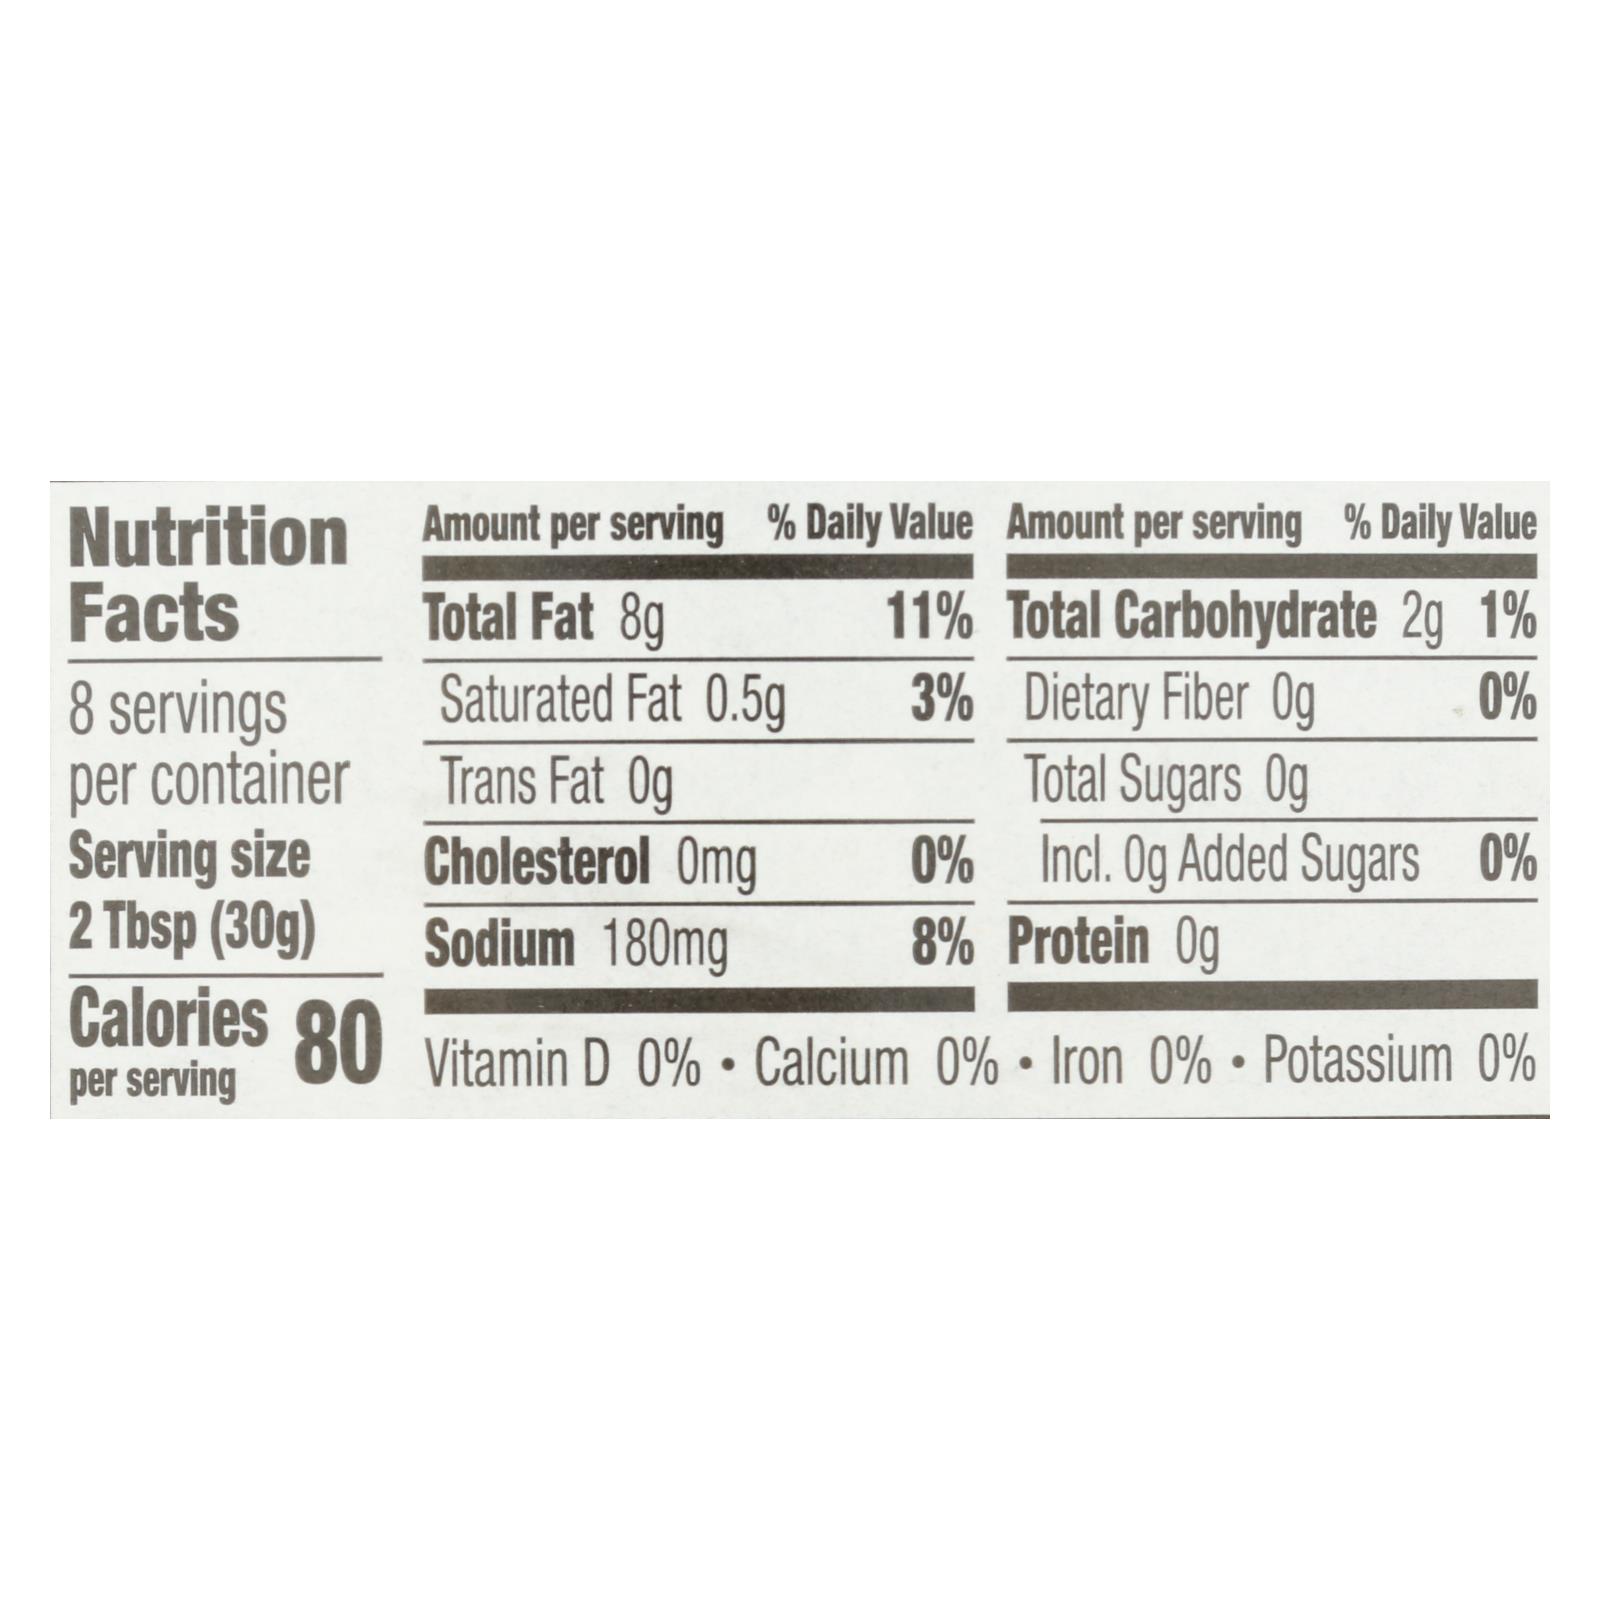 Nutrition
Facts
8 servings
per container
Serving size
2 Tbsp (30g)
Calories 80
per serving
Amount per serving % Daily Value
Total Fat 8g 11%
Saturated Fat 0.5g 3%
Trans Fat 0g
Cholesterol 0mg 0%
Sodium 180mg 8%
Amount per serving % Daily Value
Total Carbohydrate 2g 1%
Dietary Fiber 0g 0%
Total Sugars 0g
Incl. 0g Added Sugars 0%
Protein 0g
Vitamin D 0% • Calcium 0% • Iron 0% • Potassium 0%